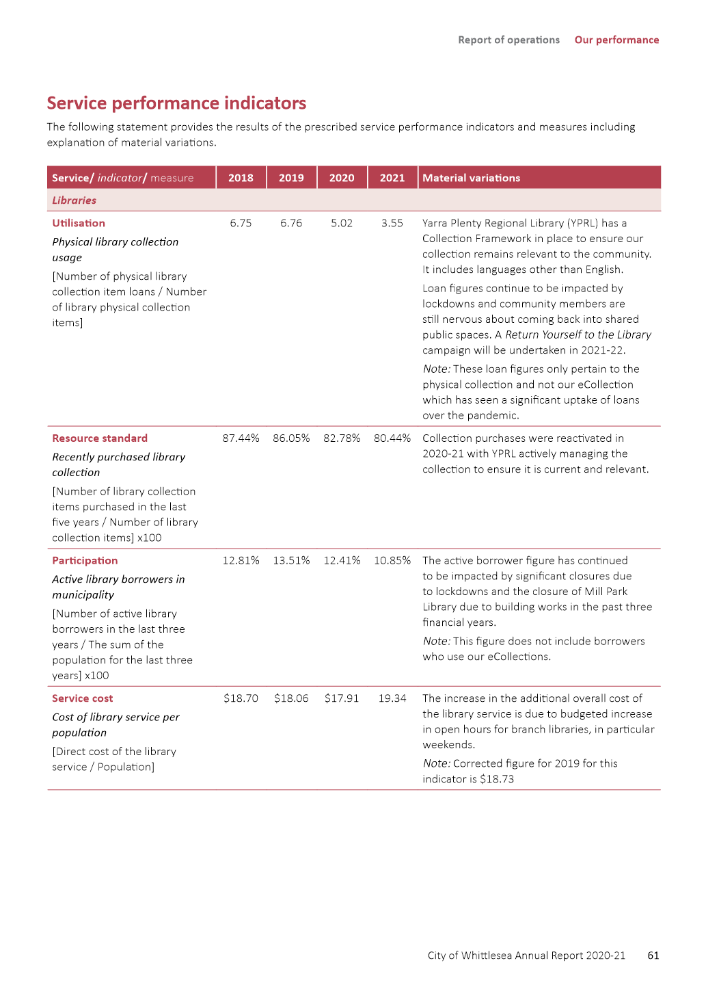 Report of operations Our performance
Service performance indicators
The following statement provides the results of the prescribed service performance indicators and measures including
explanation of material variations.
Service/ indicator/ measure 2018 2019 2020 2021 Material variations
Libraries
Utilisation 6.75 6.76 5.02 3.55
Physical library collection
usage
[Number of physical library
collection item loans / Number
of library physical collection
items]
Yarra Plenty Regional Library (YPRL) has a
Collection Framework in place to ensure our
collection remains relevant to the community.
It includes languages other than English.
Loan figures continue to be impacted by
lockdowns and community members are
still nervous about coming back into shared
public spaces. A Return Yourself to the Library
campaign will be undertaken in 2021-22.
Note: These loan figures only pertain to the
physical collection and not our eCollection
which has seen a significant uptake of loans
over the pandemic.
Resource standard 87.44% 86.05% 82.78% 80.44%
Recently purchased library
collection
[Number of library collection
items purchased in the last
five years / Number of library
collection items] x100
Collection purchases were reactivated in
2020-21 with YPRL actively managing the
collection to ensure it is current and relevant.
Participation 12.81% 13.51% 12.41% 10.85%
Active library borrowers in
municipality
[Number of active library
borrowers in the last three
years / The sum of the
population for the last three
years] x100
The active borrower figure has continued
to be impacted by significant closures due
to lockdowns and the closure of Mill Park
Library due to building works in the past three
financial years.
Note: This figure does not include borrowers
who use our eCollections.
Service cost $18.70 $18.06 $17.91 19.34
Cost of library service per
population
[Direct cost of the library
service / Population]
The increase in the additional overall cost of
the library service is due to budgeted increase
in open hours for branch libraries, in particular
weekends.
Note: Corrected figure for 2019 for this
indicator is $18.73
City of Whittlesea Annual Report 2020-21 61